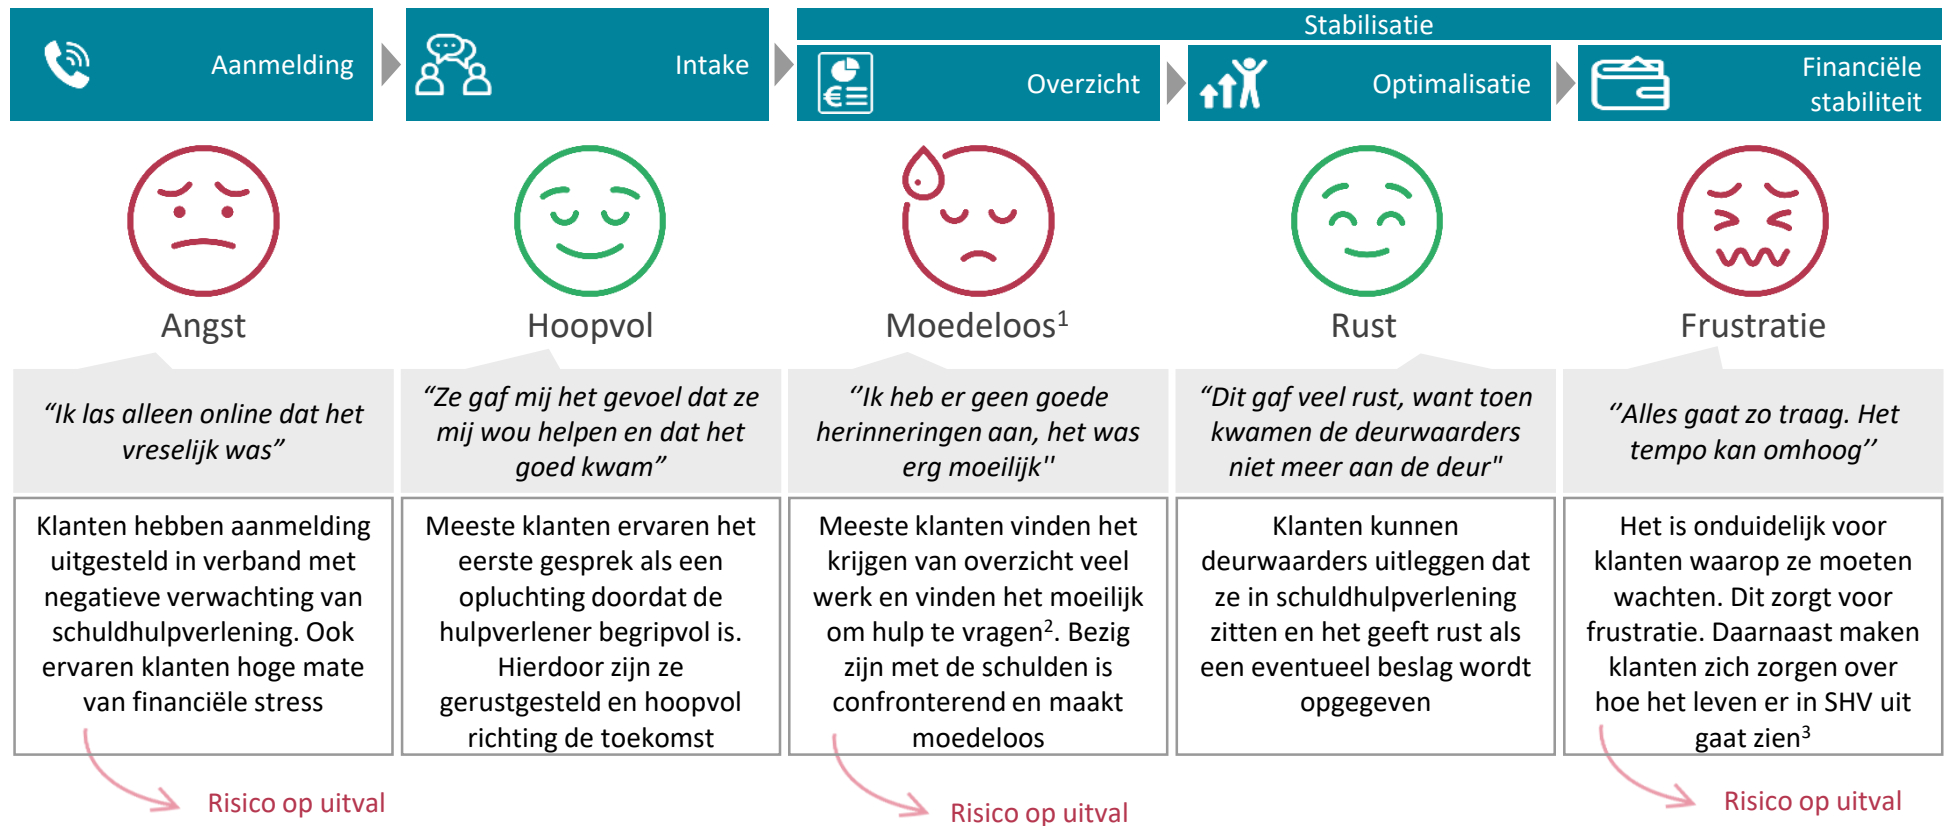 Stabilisatie
Aanmelding
Intake
Overzicht
Optimalisatie
Financiële
stabiliteit
Angst
Hoopvol
Moedeloos¹
Rust
Frustratie
“Ik las alleen online dat het
vreselijk was”
“Ze gaf mij het gevoel dat ze
mij wou helpen en dat het
goed kwam”
‘’Ik heb er geen goede
herinneringen aan, het was
erg moeilijk''
“Dit gaf veel rust, want toen
kwamen de deurwaarders
niet meer aan de deur"
‘’Alles gaat zo traag. Het
tempo kan omhoog’’
Klanten hebben aanmelding
uitgesteld in verband met
negatieve verwachting van
schuldhulpverlening. Ook
ervaren klanten hoge mate
van financiële stress
Meeste klanten ervaren het
eerste gesprek als een
opluchting doordat de
hulpverlener begripvol is.
Hierdoor zijn ze
gerustgesteld en hoopvol
richting de toekomst
Meeste klanten vinden het
krijgen van overzicht veel
werk en vinden het moeilijk
om hulp te vragen². Bezig
zijn met de schulden is
confronterend en maakt
moedeloos
Klanten kunnen
deurwaarders uitleggen dat
ze in schuldhulpverlening
zitten en het geeft rust als
een eventueel beslag wordt
opgegeven
Het is onduidelijk voor
klanten waarop ze moeten
wachten. Dit zorgt voor
frustratie. Daarnaast maken
klanten zich zorgen over
hoe het leven er in SHV uit
gaat zien³
Risico op uitval
Risico op uitval
Risico op uitval